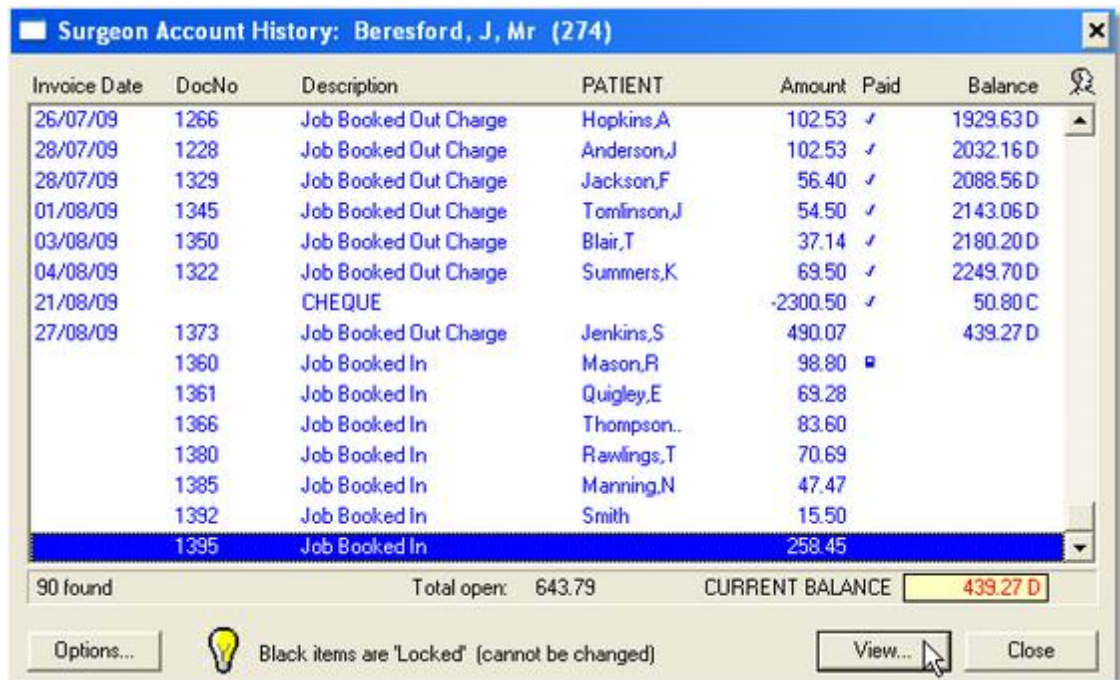 Surgeon Account History: Beresford, J, Mr (274)
Invoice Date DocNo Description PATIENT Amount Paid Balance
26/07/09 1266 Job Booked Out Charge Hopkins,A 102.53 ✓ 1929.63 D
28/07/09 1228 Job Booked Out Charge Anderson,J 102.53 ✓ 2032.16 D
28/07/09 1329 Job Booked Out Charge Jackson,F 56.40 ✓ 2088.56 D
01/08/09 1345 Job Booked Out Charge Tomlinson,J 54.50 ✓ 2143.06 D
03/08/09 1350 Job Booked Out Charge Blair,T 37.14 ✓ 2180.20 D
04/08/09 1322 Job Booked Out Charge Summers,K 69.50 ✓ 2249.70 D
21/08/09 CHEQUE -2300.50 ✓ 50.80 C
27/08/09 1373 Job Booked Out Charge Jenkins,S 490.07 439.27 D
1360 Job Booked In Mason,R 98.80
1361 Job Booked In Quigley,E 69.28
1366 Job Booked In Thompson..  83.60
1380 Job Booked In Rawlings,T 70.69
1385 Job Booked In Manning,N 47.47
1392 Job Booked In Smith 15.50
1395 Job Booked In 258.45
90 found Total open: 643.79 CURRENT BALANCE 439.27 D
Options... Black items are 'Locked' (cannot be changed) View... Close